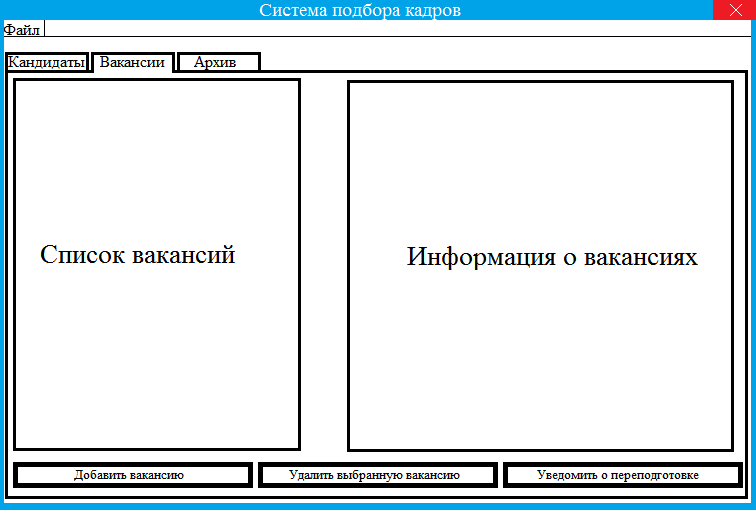 Система подбора кадров
Файл
Кандидаты Вакансии Архив
Список вакансий
Информация о вакансиях
Добавить вакансию Удалить выбранную вакансию Уведомить о переподготовке